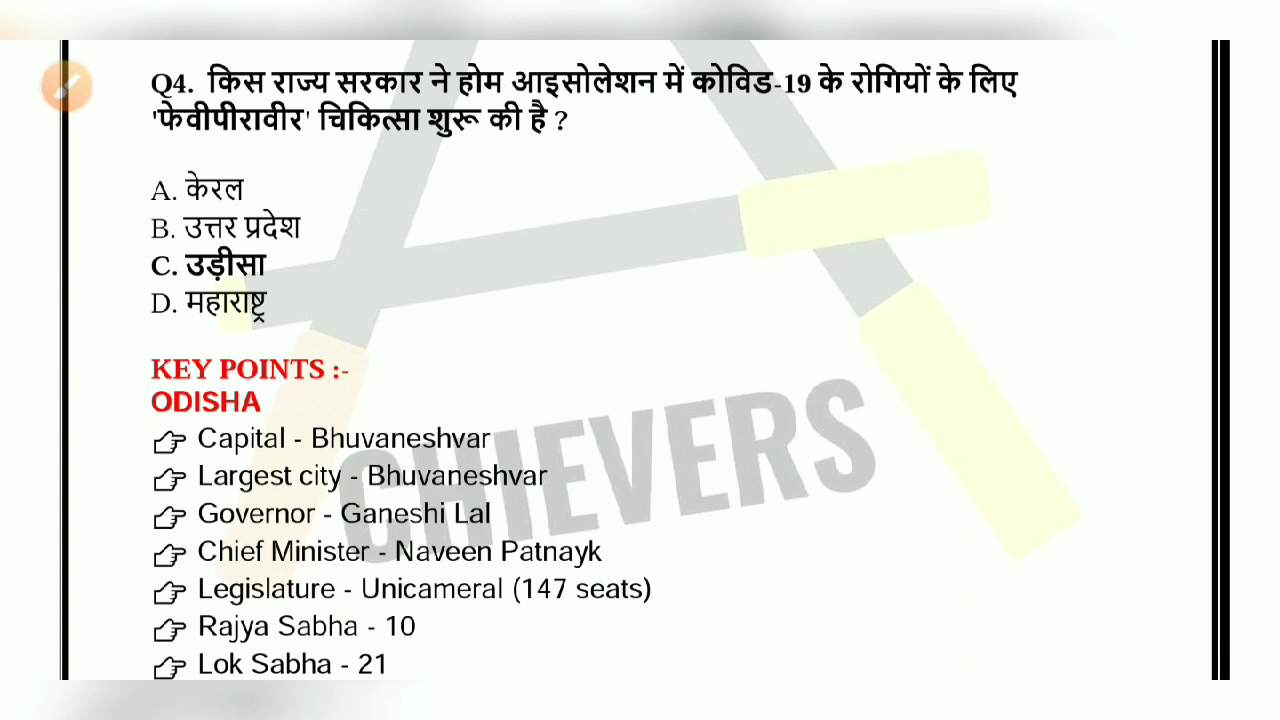 Q4. किस राज्य सरकार ने होम आइसोलेशन में कोविड-19 के रोगियों के लिए
'फेवीपीरावीर' चिकित्सा शुरू की है ?
A. केरल
B. उत्तर प्रदेश
C. उड़ीसा
D. महाराष्ट्र
KEY POINTS :-
ODISHA
Capital - Bhuvaneshvar
Largest city - Bhuvaneshvar
Governor - Ganeshi Lal
Chief Minister - Naveen Patnayk
Legislature - Unicameral (147 seats)
Rajya Sabha - 10
Lok Sabha - 21
CHIEVERS